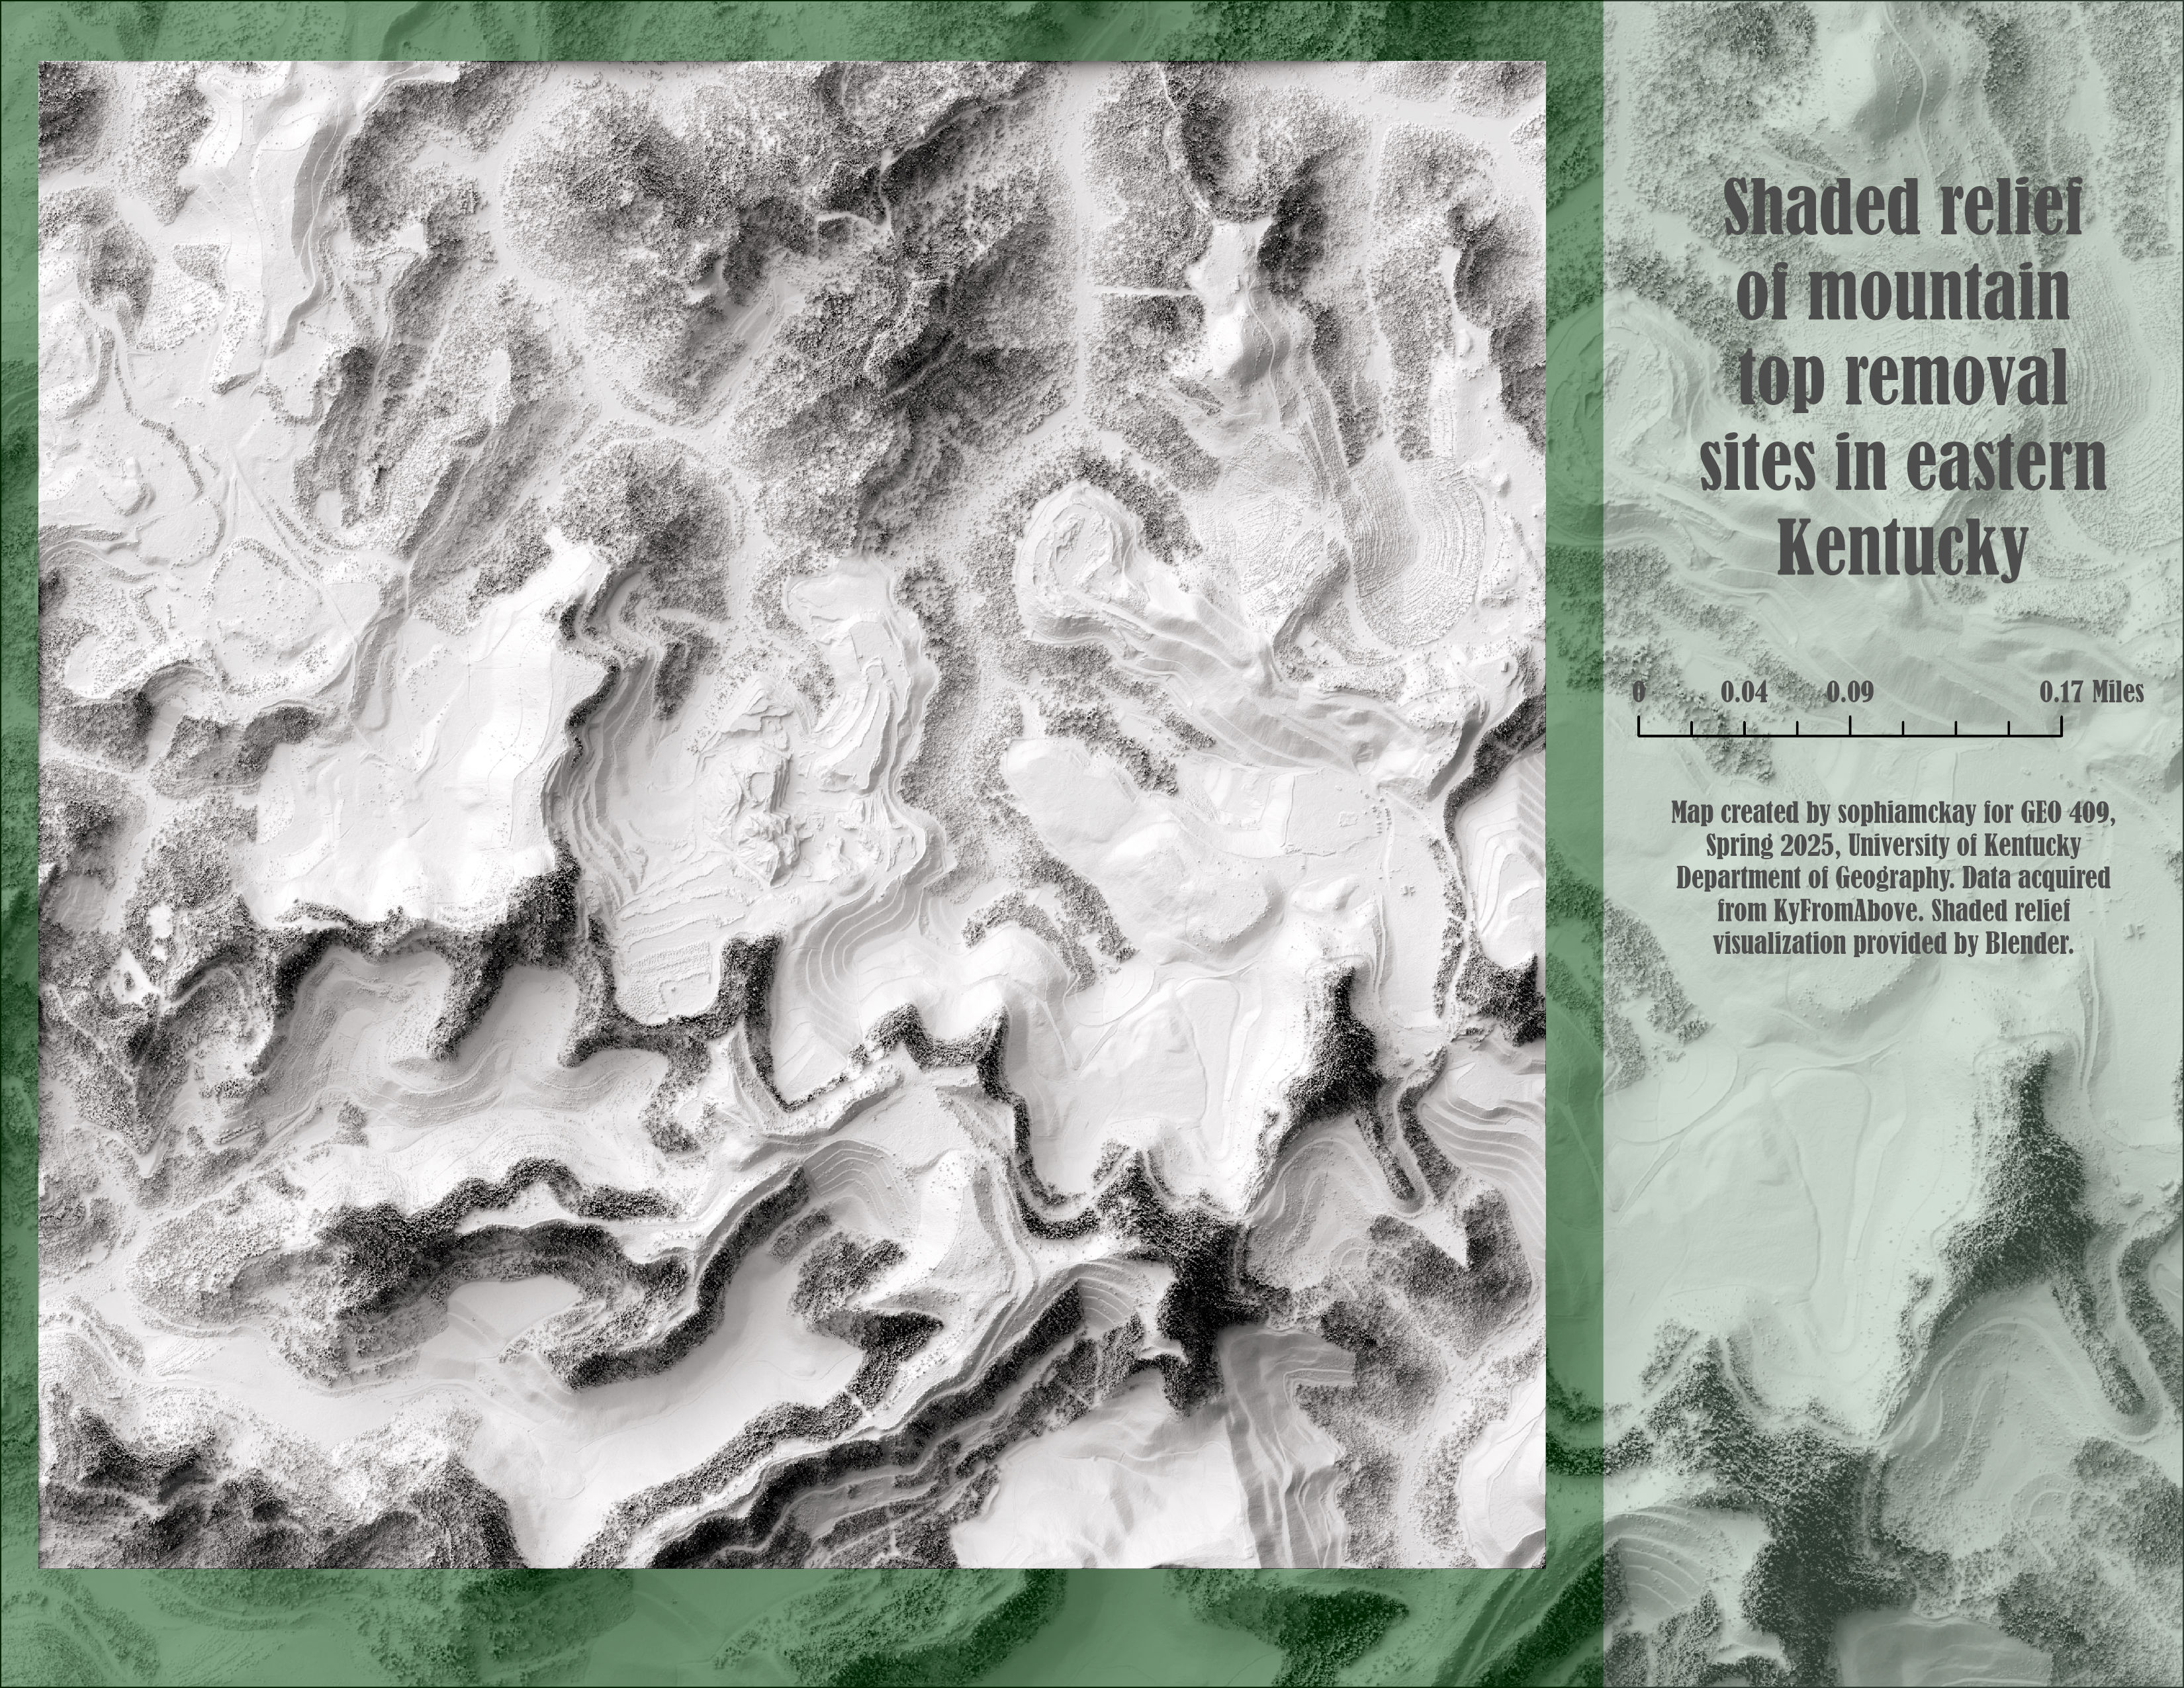 Shaded relief
of mountain
top removal
sites in eastern
Kentucky
0 0.04 0.09 0.17 Miles
Map created by sophiamckay for GEO 409,
Spring 2025, University of Kentucky
Department of Geography. Data acquired
from KyFromAbove. Shaded relief
visualization provided by Blender.